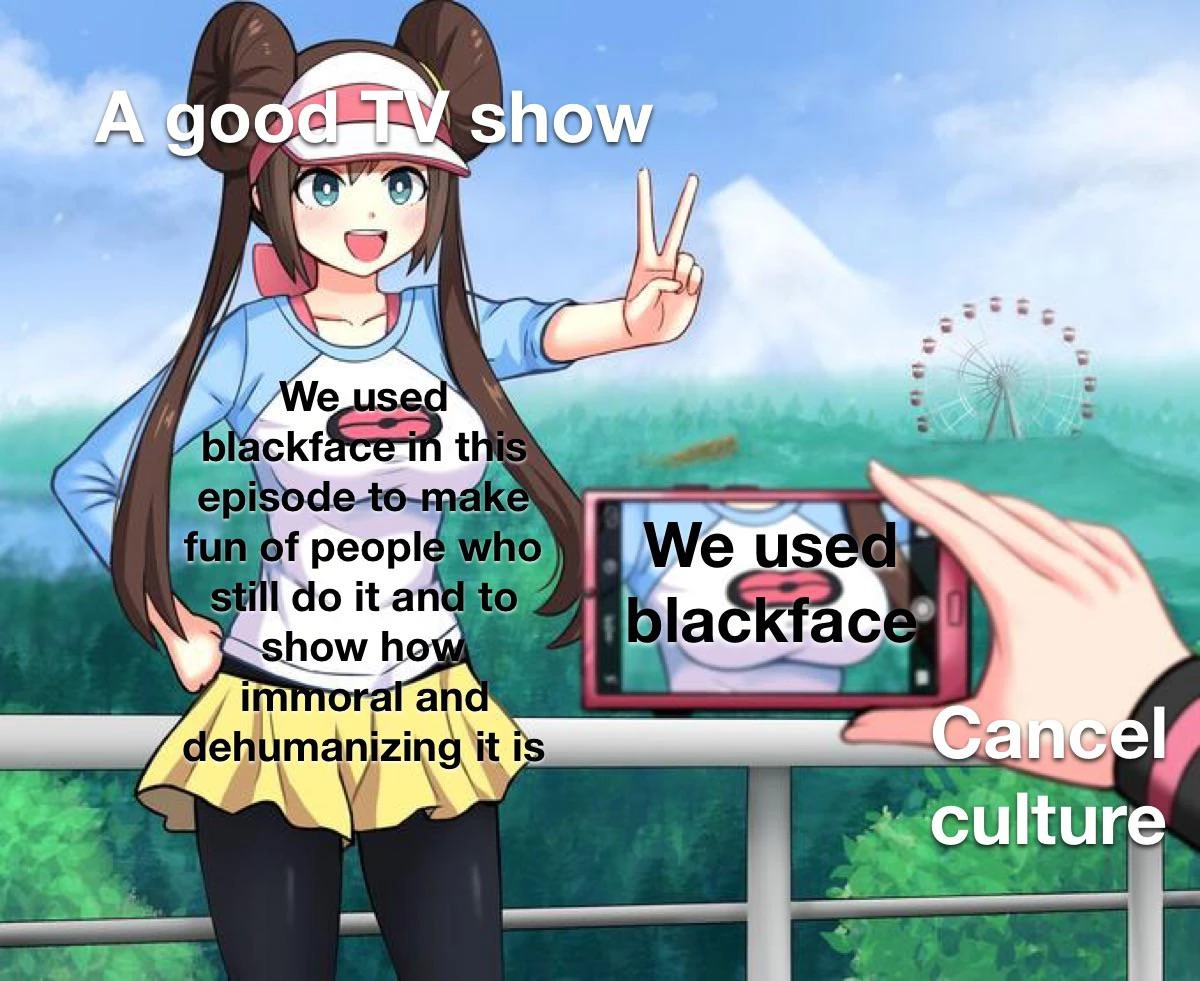 A good TV show
We used
blackface in this
episode to make
fun of people who
still do it and to
show how
immoral and
dehumanizing it is
We used
blackface
Cancel
culture